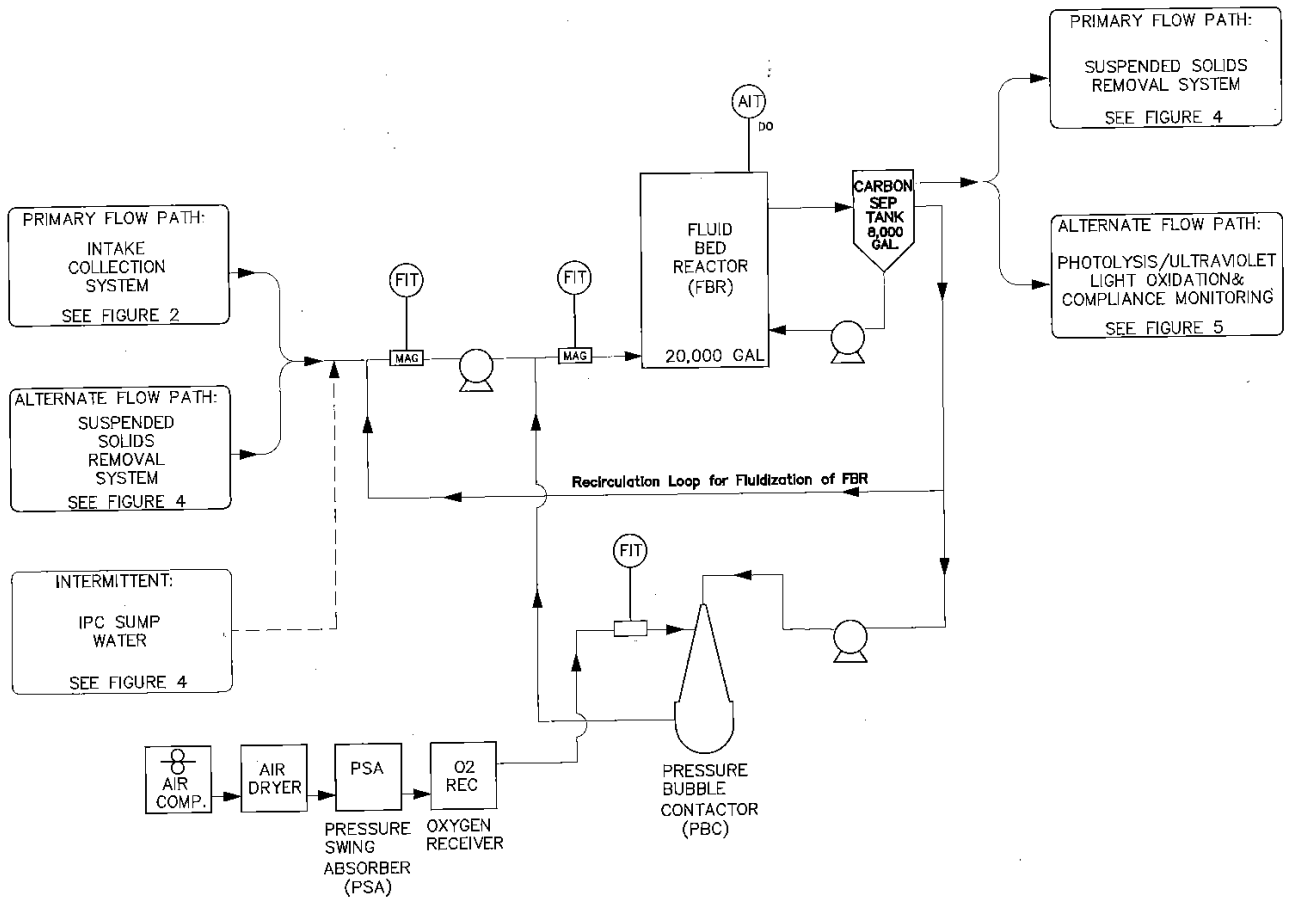 PRIMARY FLOW PATH:
SUSPENDED SOLIDS
REMOVAL SYSTEM
SEE FIGURE 4
AIT
DO
FLUID
BED
REACTOR
(FBR)
20,000 GAL
CARBON
SEP
TANK
8,000
GAL
ALTERNATE FLOW PATH:
PHOTOLYSIS/ULTRAVIOLET
LIGHT OXIDATION&
COMPLIANCE MONITORING
SEE FIGURE 5
PRIMARY FLOW PATH:
INTAKE
COLLECTION
SYSTEM
SEE FIGURE 2
FIT
MAG
FIT
MAG
ALTERNATE FLOW PATH:
SUSPENDED
SOLIDS
REMOVAL
SYSTEM
SEE FIGURE 4
Recirculation Loop for Fluidization of FBR
INTERMITTENT:
IPC SUMP
WATER
SEE FIGURE 4
FIT
AIR
COMP.
AIR
DRYER
PSA
O2
REC
PRESSURE
SWING
ABSORBER
(PSA)
OXYGEN
RECEIVER
PRESSURE
BUBBLE
CONTACTOR
(PBC)